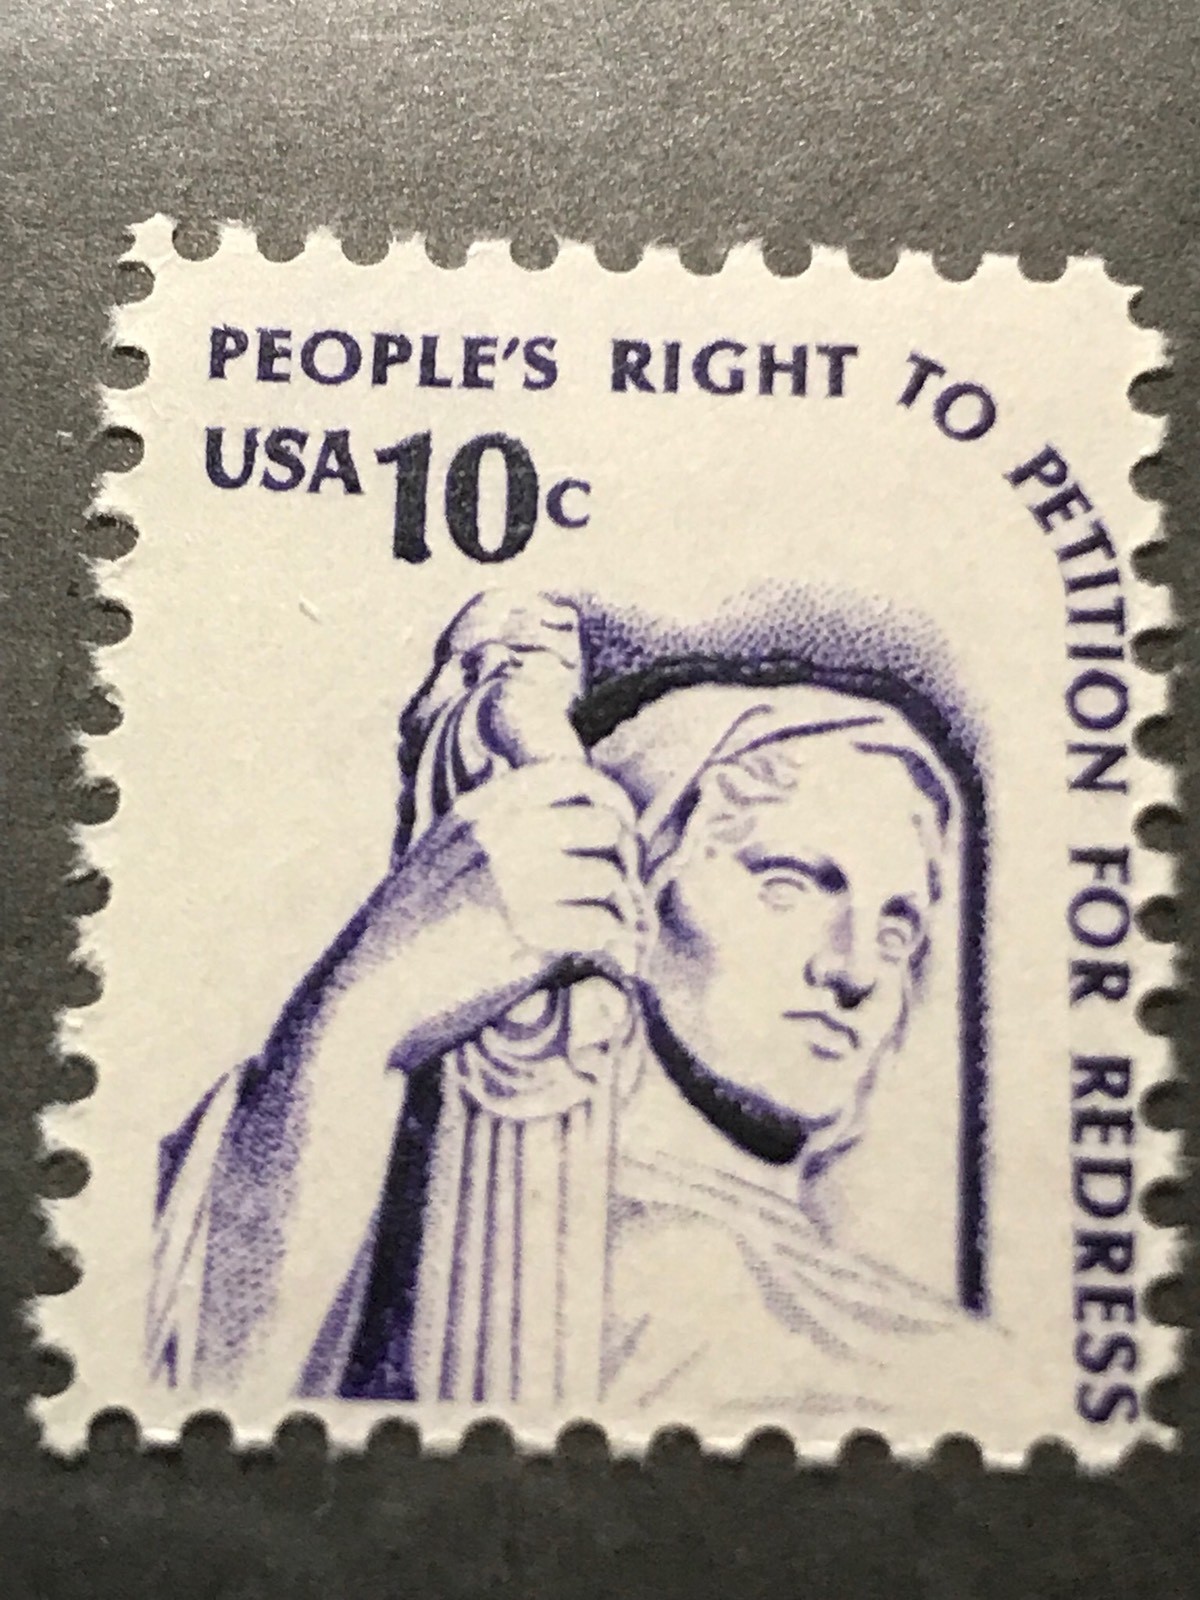 PEOPLE'S RIGHT TO PETITION FOR REDRESS
USA 10c